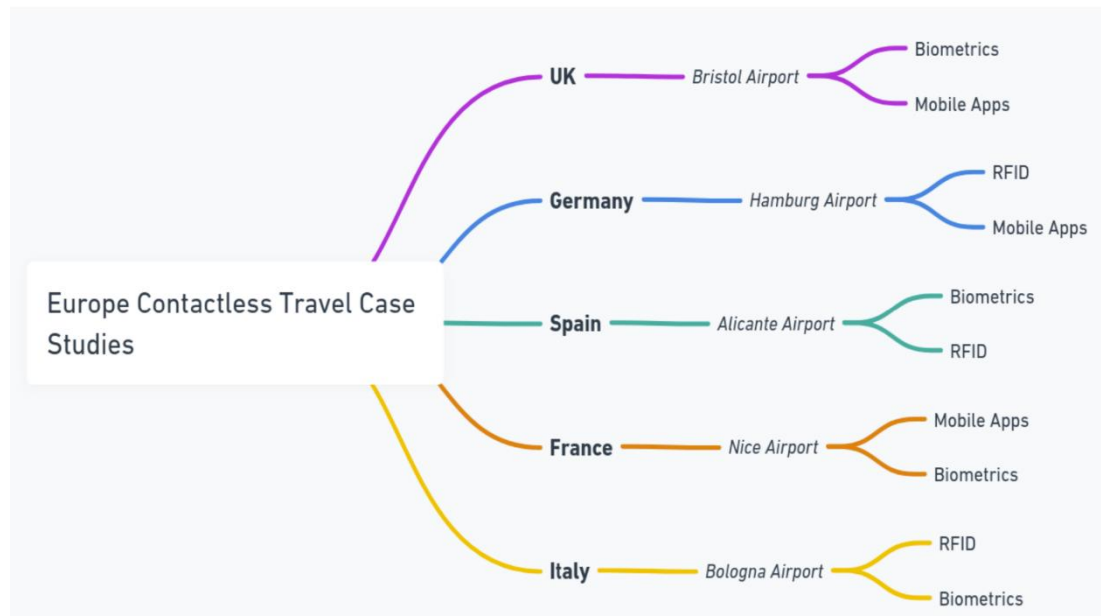 Europe Contactless Travel Case
Studies
UK
Bristol Airport
Biometrics
Mobile Apps
Germany
Hamburg Airport
RFID
Mobile Apps
Spain
Alicante Airport
Biometrics
RFID
France
Nice Airport
Mobile Apps
Biometrics
Italy
Bologna Airport
RFID
Biometrics